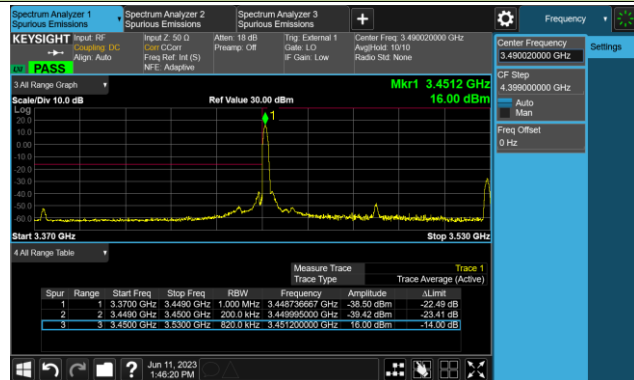 Spectrum Analyzer 1
Spurious Emissions
Spectrum Analyzer 2
Spurious Emissions
Spectrum Analyzer 3
Spurious Emissions
+
Frequency
KEYSIGHT
Input: RF
Coupling: DC
Align: Auto
Input Z: 50 Ω
Corr CCorr
Freq Ref: Int (S)
NFE: Adaptive
Atten: 18 dB
Preamp: Off
Trig: External 1
Gate: LO
IF Gain: Low
Center Freq: 3.490020000 GHz
Avg|Hold: 10/10
Radio Std: None
PASS
3 All Range Graph
Mkr1 3.4512 GHz
Scale/Div 10.0 dB
Ref Value 30.00 dBm
16.00 dBm
Log
1
20.0
10.0
0.00
-10.0
-20.0
-30.0
-40.0
-50.0
-60.0
Start 3.370 GHz
Stop 3.530 GHz
4 All Range Table
Measure Trace Trace 1
Trace Type Trace Average (Active)
Spur Range Start Freq Stop Freq RBW Frequency Amplitude ΔLimit
1 1 3.3700 GHz 3.4490 GHz 1.000 MHz 3.448736667 GHz -38.50 dBm -22.49 dB
2 2 3.4490 GHz 3.4500 GHz 200.0 kHz 3.449995000 GHz -39.42 dBm -23.41 dB
3 3 3.4500 GHz 3.5300 GHz 820.0 kHz 3.451200000 GHz 16.00 dBm -14.00 dB
?
Jun 11, 2023
1:46:20 PM
Center Frequency
3.490020000 GHz
Settings
CF Step
4.399000000 GHz
Auto
Man
Freq Offset
0 Hz